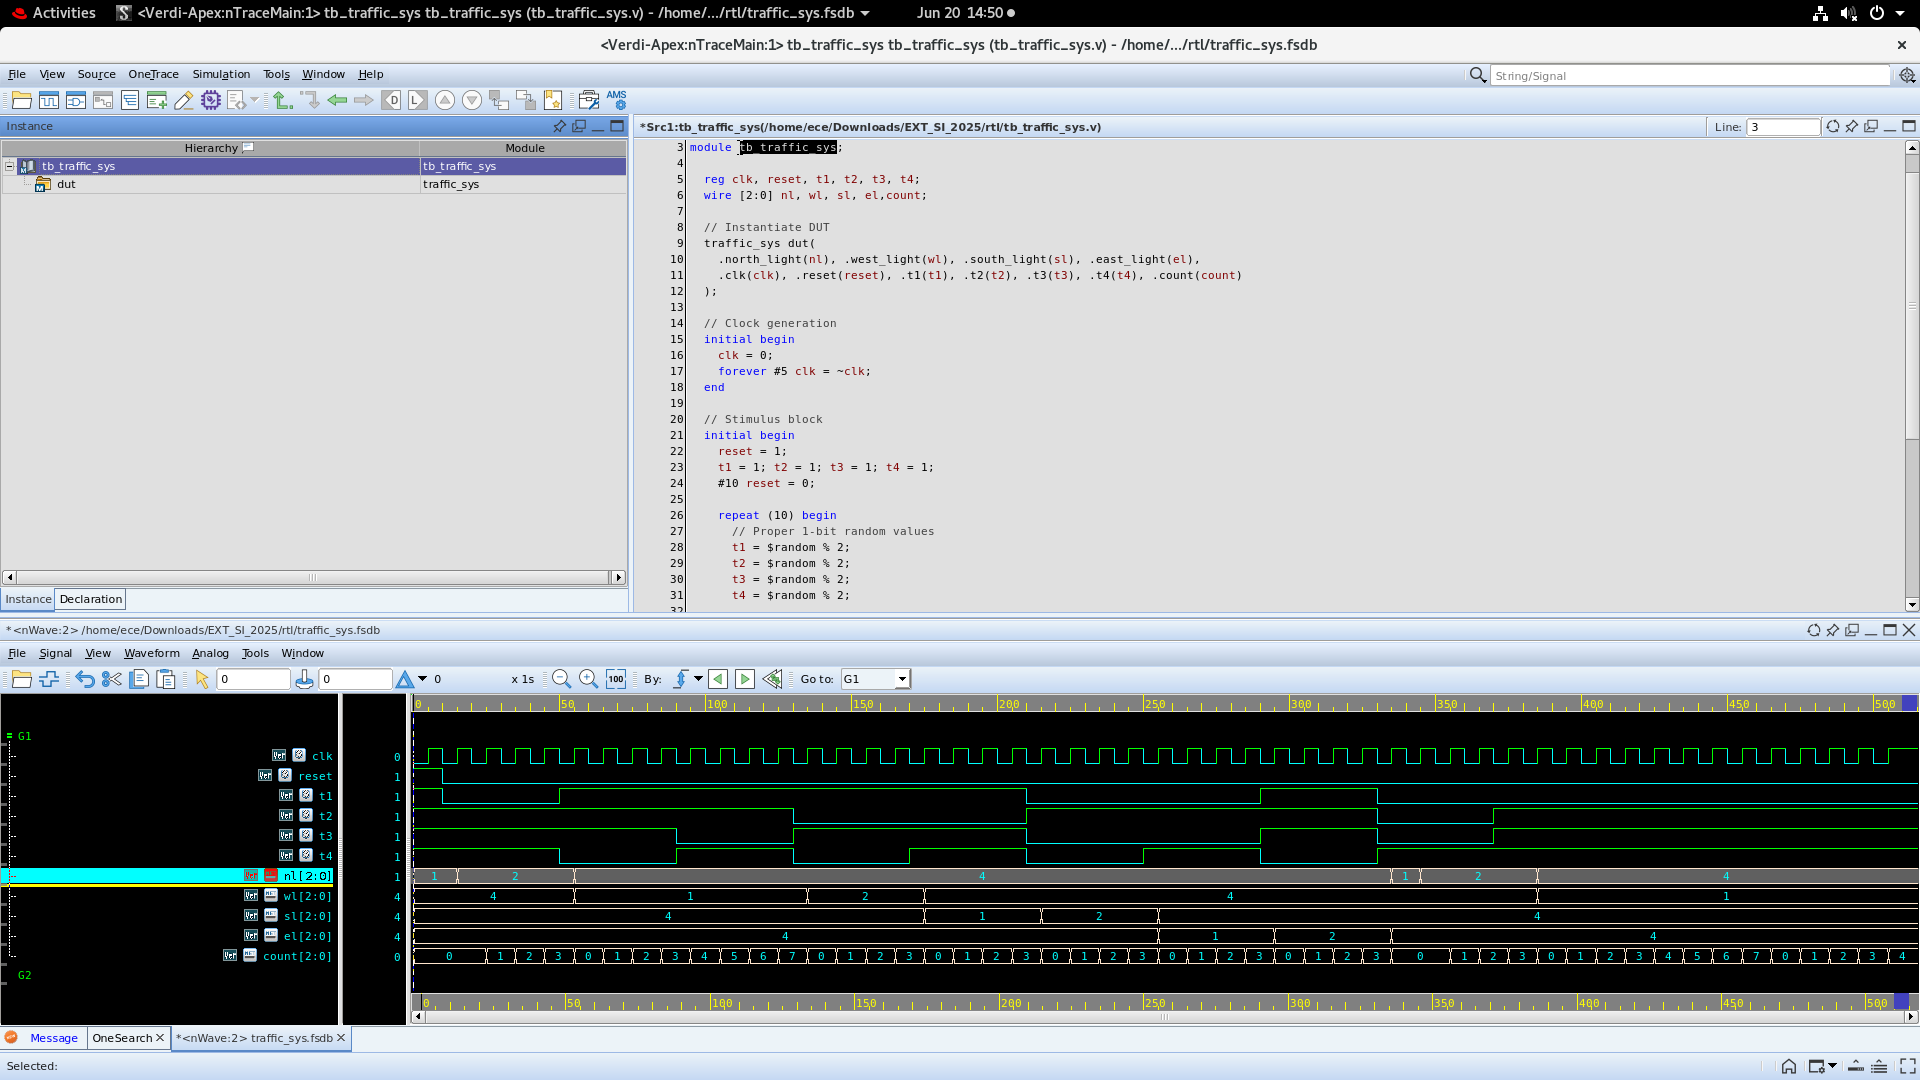 Activities
<Verdi-Apex:nTraceMain:1> tb_traffic_sys tb_traffic_sys (tb_traffic_sys.v) - /home/.../rtl/traffic_sys.fsdb
Jun 20 14:50
<Verdi-Apex:nTraceMain:1> tb_traffic_sys tb_traffic_sys (tb_traffic_sys.v) - /home/.../rtl/traffic_sys.fsdb
File View Source OneTrace Simulation Tools Window Help
String/Signal
AMS
Instance
Hierarchy Module
tb_traffic_sys tb_traffic_sys
dut traffic_sys
Instance Declaration
*Src1:tb_traffic_sys(/home/ece/Downloads/EXT_SI_2025/rtl/tb_traffic_sys.v)
Line: 3
3 module tb_traffic_sys;
4
5 reg clk, reset, t1, t2, t3, t4;
6 wire [2:0] nl, wl, sl, el,count;
7
8 // Instantiate DUT
9 traffic_sys dut(
10 .north_light(nl), .west_light(wl), .south_light(sl), .east_light(el),
11 .clk(clk), .reset(reset), .t1(t1), .t2(t2), .t3(t3), .t4(t4), .count(count)
12 );
13
14 // Clock generation
15 initial begin
16 clk = 0;
17 forever #5 clk = ~clk;
18 end
19
20 // Stimulus block
21 initial begin
22 reset = 1;
23 t1 = 1; t2 = 1; t3 = 1; t4 = 1;
24 #10 reset = 0;
25
26 repeat (10) begin
27 // Proper 1-bit random values
28 t1 = $random % 2;
29 t2 = $random % 2;
30 t3 = $random % 2;
31 t4 = $random % 2;
32
*<nWave:2> /home/ece/Downloads/EXT_SI_2025/rtl/traffic_sys.fsdb
File Signal View Waveform Analog Tools Window
0 0 0 x 1s 100 By: Go to: G1
0 50 100 150 200 250 300 350 400 450 500
G1
clk 0
reset 1
t1 1
t2 1
t3 1
t4 1
nl[2:0] 1 1 2 4 1 2 4
wl[2:0] 4 4 1 2 4 1
sl[2:0] 4 4 1 2 4
el[2:0] 4 4 1 2 4
count[2:0] 0 0 1 2 3 0 1 2 3 4 5 6 7 0 1 2 3 0 1 2 3 0 1 2 3 0 1 2 3 0 1 2 3 0 1 2 3 0 1 2 3 4 5 6 7 0 1 2 3 4
G2
0 50 100 150 200 250 300 350 400 450 500
Message OneSearch *<nWave:2> traffic_sys.fsdb
Selected: